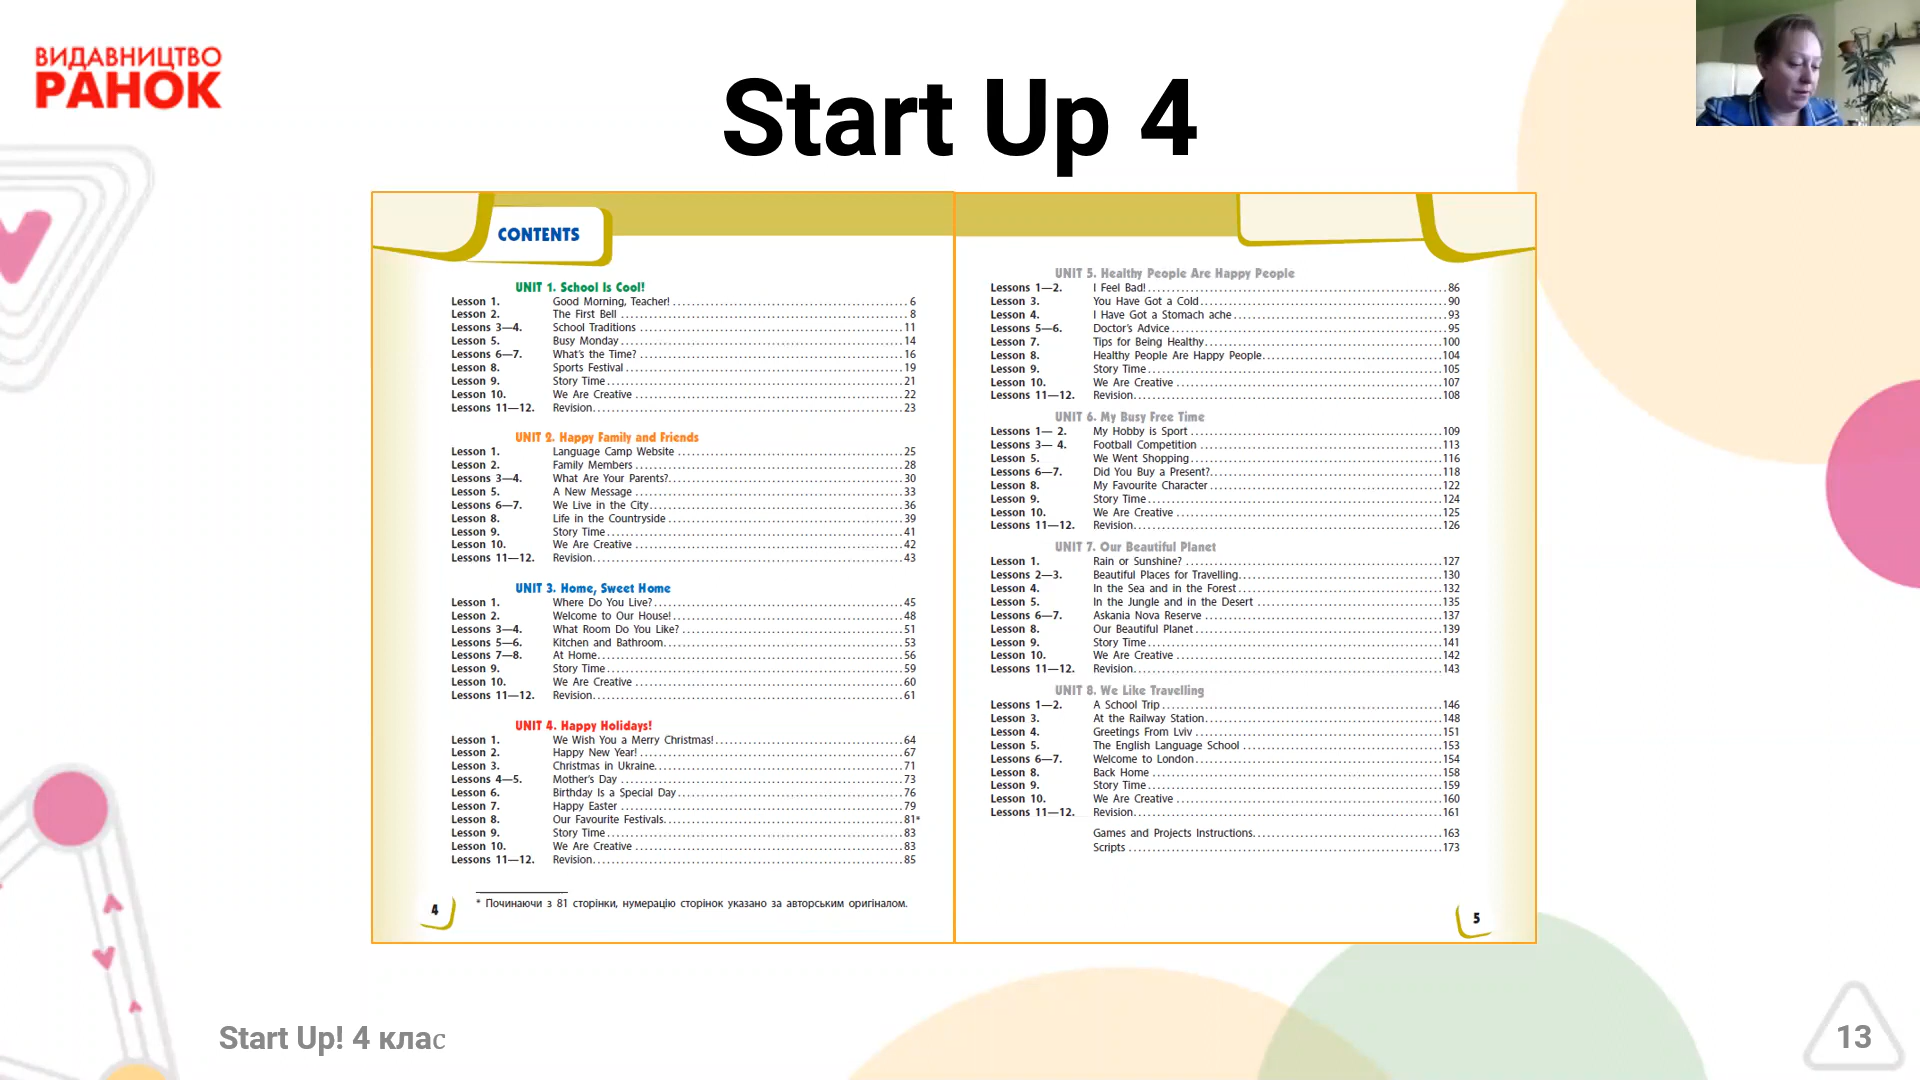 ВИДАВНИЦТВО
РАНОК
Start Up 4
CONTENTS
UNIT 1. School Is Cool!
Lesson 1. Good Morning, Teacher! 6
Lesson 2. The First Bell 8
Lessons 3—4. School Traditions 11
Lesson 5. Busy Monday 14
Lessons 6—7. What's the Time? 16
Lesson 8. Sports Festival 19
Lesson 9. Story Time 21
Lesson 10. We Are Creative 22
Lessons 11—12. Revision 23
UNIT 2. Happy Family and Friends
Lesson 1. Language Camp Website 25
Lesson 2. Family Members 28
Lessons 3—4. What Are Your Parents? 30
Lesson 5. A New Message 33
Lessons 6—7. We Live in the City 36
Lesson 8. Life in the Countryside 39
Lesson 9. Story Time 41
Lesson 10. We Are Creative 42
Lessons 11—12. Revision 43
UNIT 3. Home, Sweet Home
Lesson 1. Where Do You Live? 45
Lesson 2. Welcome to Our House! 48
Lessons 3—4. What Room Do You Like? 51
Lessons 5—6. Kitchen and Bathroom 53
Lessons 7—8. At Home 56
Lesson 9. Story Time 59
Lesson 10. We Are Creative 60
Lessons 11—12. Revision 61
UNIT 4. Happy Holidays!
Lesson 1. We Wish You a Merry Christmas! 64
Lesson 2. Happy New Year! 67
Lesson 3. Christmas in Ukraine 71
Lessons 4—5. Mother's Day 73
Lesson 6. Birthday Is a Special Day 76
Lesson 7. Happy Easter 79
Lesson 8. Our Favourite Festivals 81*
Lesson 9. Story Time 83
Lesson 10. We Are Creative 83
Lessons 11—12. Revision 85
* Починаючи з 81 сторінки, нумерацію сторінок указано за авторським оригіналом.
4
UNIT 5. Healthy People Are Happy People
Lessons 1—2. I Feel Bad! 86
Lesson 3. You Have Got a Cold 90
Lesson 4. I Have Got a Stomach ache 93
Lessons 5—6. Doctor's Advice 95
Lesson 7. Tips for Being Healthy 100
Lesson 8. Healthy People Are Happy People 104
Lesson 9. Story Time 105
Lesson 10. We Are Creative 107
Lessons 11—12. Revision 108
UNIT 6. My Busy Free Time
Lessons 1— 2. My Hobby is Sport 109
Lessons 3— 4. Football Competition 113
Lesson 5. We Went Shopping 116
Lessons 6—7. Did You Buy a Present? 118
Lesson 8. My Favourite Character 122
Lesson 9. Story Time 124
Lesson 10. We Are Creative 125
Lessons 11—12. Revision 126
UNIT 7. Our Beautiful Planet
Lesson 1. Rain or Sunshine? 127
Lessons 2—3. Beautiful Places for Travelling 130
Lesson 4. In the Sea and in the Forest 132
Lesson 5. In the Jungle and in the Desert 135
Lessons 6—7. Askania Nova Reserve 137
Lesson 8. Our Beautiful Planet 139
Lesson 9. Story Time 141
Lesson 10. We Are Creative 142
Lessons 11—12. Revision 143
UNIT 8. We Like Travelling
Lessons 1—2. A School Trip 146
Lesson 3. At the Railway Station 148
Lesson 4. Greetings From Lviv 151
Lesson 5. The English Language School 153
Lessons 6—7. Welcome to London 154
Lesson 8. Back Home 158
Lesson 9. Story Time 159
Lesson 10. We Are Creative 160
Lessons 11—12. Revision 161
Games and Projects Instructions 163
Scripts 173
5
Start Up! 4 клас
13